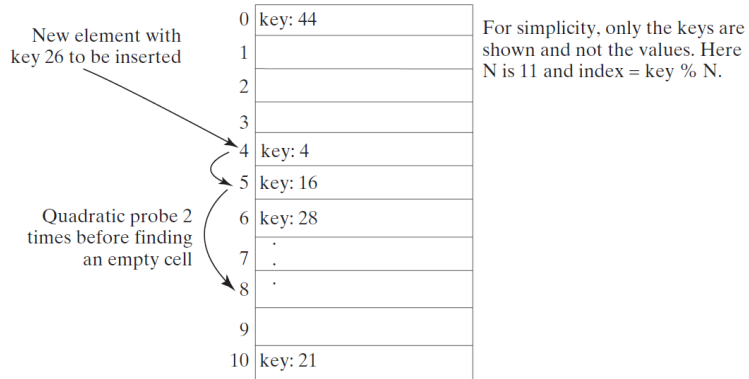 New element with
key 26 to be inserted
0 key: 44
1
2
3
4 key: 4
5 key: 16
6 key: 28
7
8
9
10 key: 21
Quadratic probe 2
times before finding
an empty cell
For simplicity, only the keys are
shown and not the values. Here
N is 11 and index = key % N.